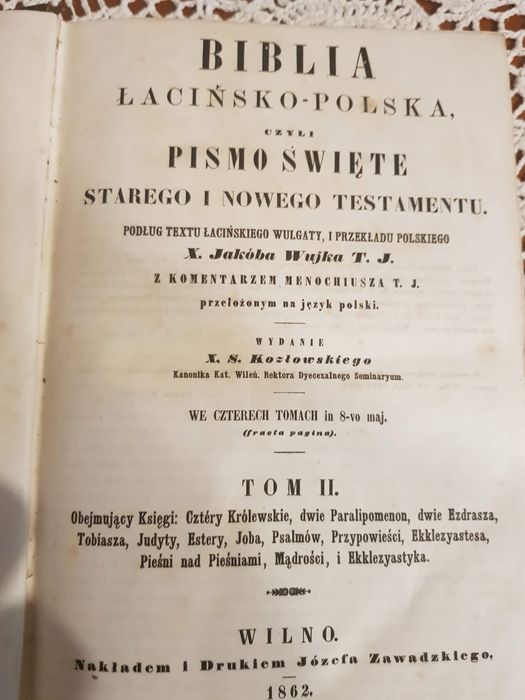 BIBLIA
ŁACIŃSKO-POLSKA,
CZYLI
PISMO ŚWIĘTE
STAREGO I NOWEGO TESTAMENTU.
PODŁUG TEXTU ŁACIŃSKIEGO WULGATY, I PRZEKŁADU POLSKIEGO
X. Jakóba Wujka T. J.
Z KOMENTARZEM MENOCHIUSZA T. J.
przełożonym na język polski.
WYDANIE
X. S. Kozłowskiego
Kanonika Kat. Wileń. Rektora Dyecezalnego Seminaryum.
WE CZTERECH TOMACH in 8-vo maj.
(fracta pagina).
TOM II.
Obejmujący Księgi: Cztéry Królewskie, dwie Paralipomenon, dwie Ezdrasza,
Tobiasza, Judyty, Estery, Joba, Psalmów, Przypowieści, Ekklezyastesa,
Pieśni nad Pieśniami, Mądrości, i Ekklezyastyka.
WILNO.
Nakładem i Drukiem Józefa Zawadzkiego,
1862.